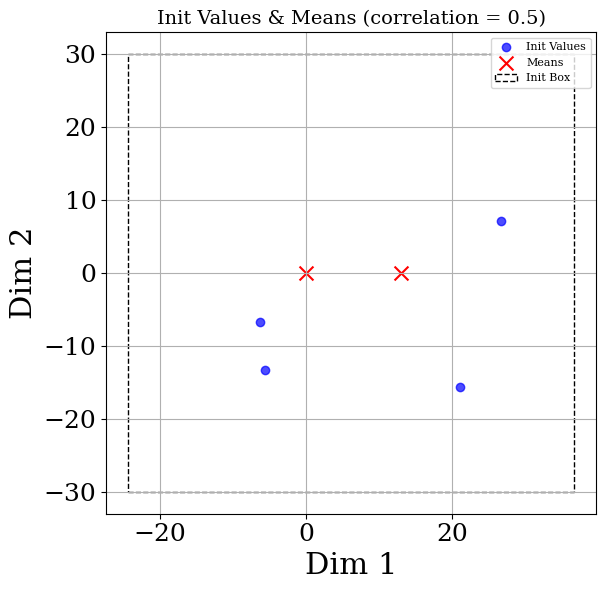 Init Values & Means (correlation = 0.5)
Init Values
Means
Init Box
30
20
10
0
−10
−20
−30
Dim 2
−20 0 20
Dim 1